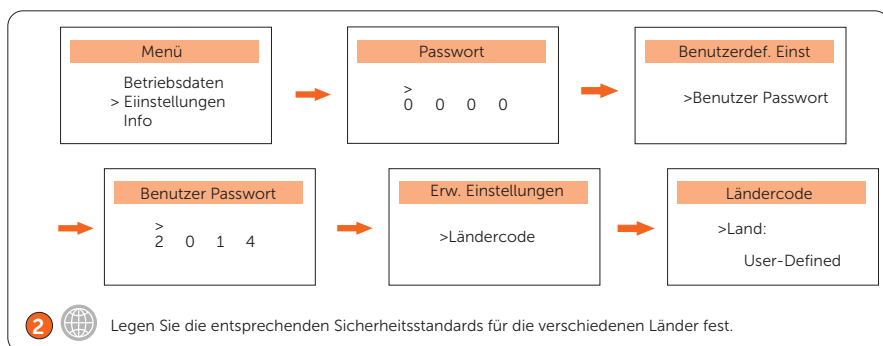 Menü
Betriebsdaten
> Eiinstellungen
Info
Passwort
>
0 0 0 0
Benutzerdef. Einst
>Benutzer Passwort
Benutzer Passwort
>
2 0 1 4
Erw. Einstellungen
>Ländercode
Ländercode
>Land:
User-Defined
2 Legen Sie die entsprechenden Sicherheitsstandards für die verschiedenen Länder fest.